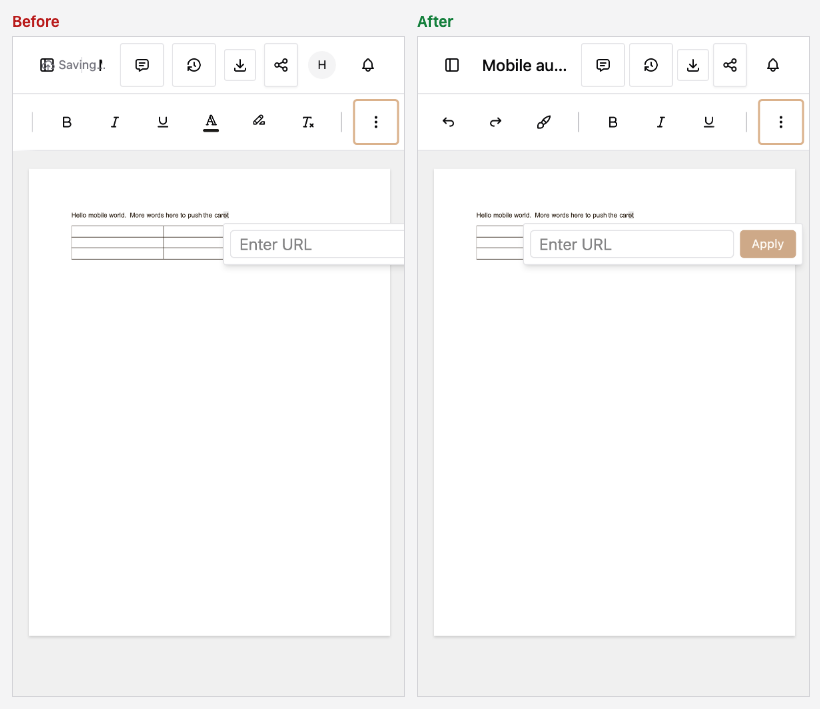 Before
After
Saving...
H
Mobile au...
B I U A Tx
B I U
Hello mobile world. More words here to push the caret.
Hello mobile world. More words here to push the caret.
Enter URL
Enter URL
Apply